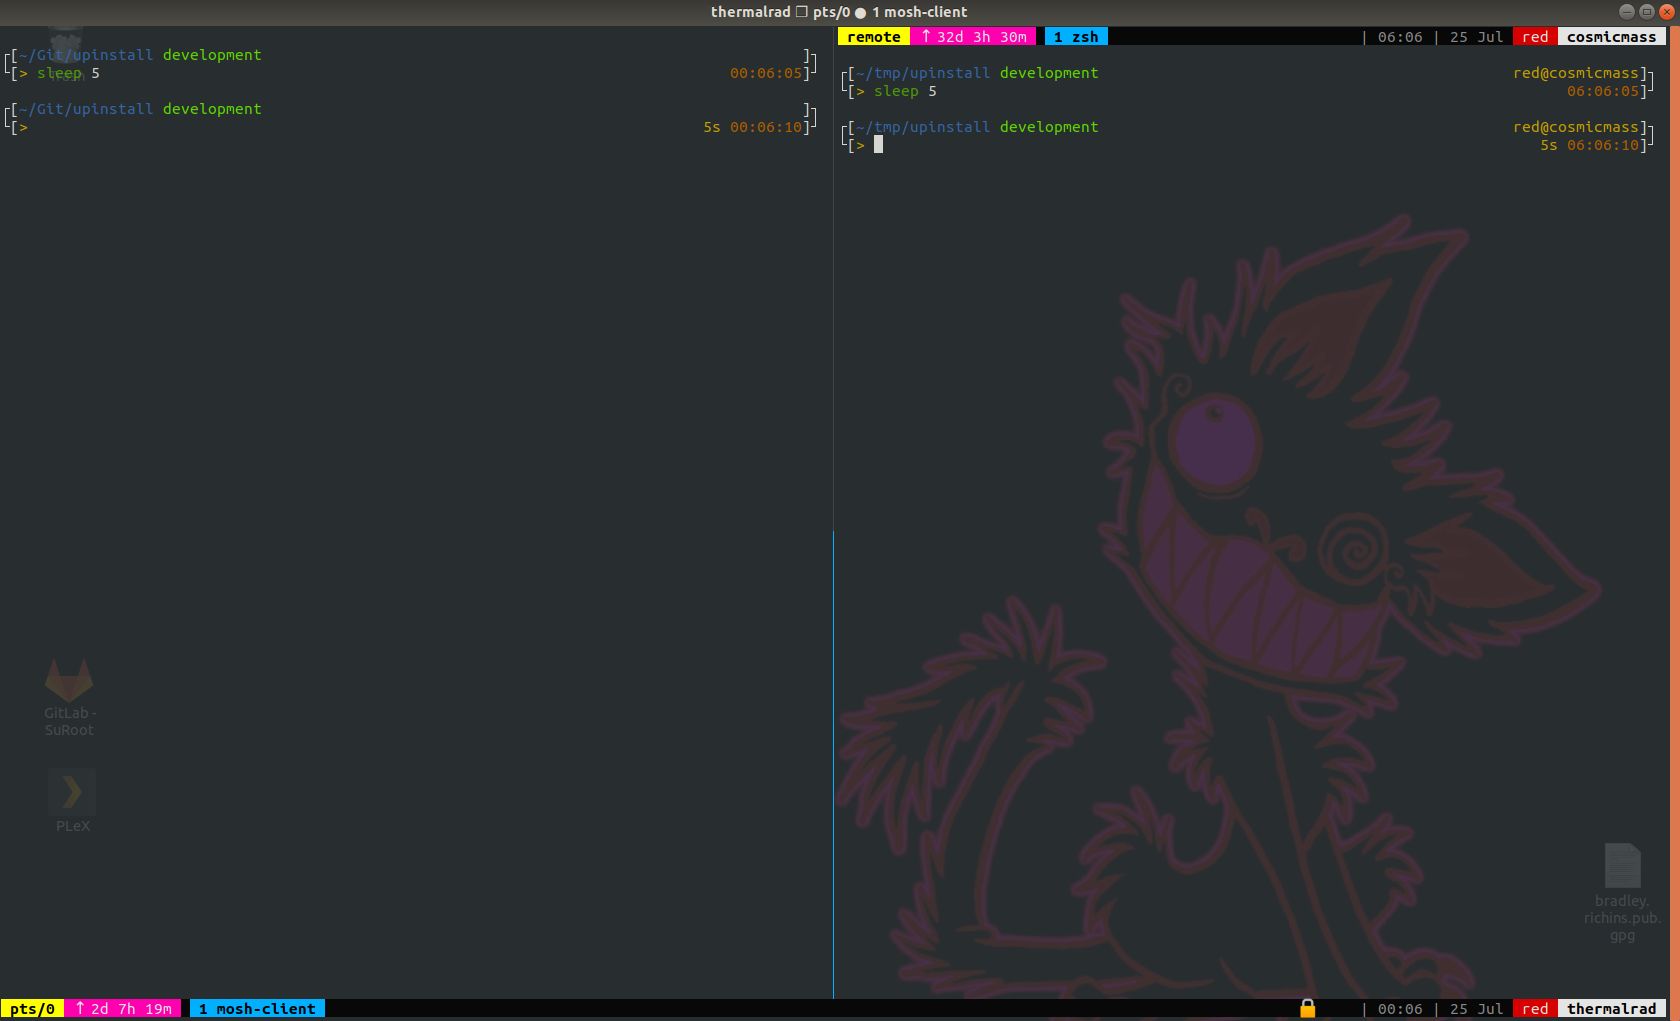 thermalrad ❐ pts/0 ● 1 mosh-client
[~/Git/upinstall development ]
[> sleep 5 00:06:05]
[~/Git/upinstall development ]
[> 5s 00:06:10]
remote ↑ 32d 3h 30m 1 zsh | 06:06 | 25 Jul red cosmicmass
[~/tmp/upinstall development red@cosmicmass]
[> sleep 5 06:06:05]
[~/tmp/upinstall development red@cosmicmass]
[> 5s 06:06:10]
GitLab -
SuRoot
PLeX
bradley.
richins.pub.
gpg
pts/0 ↑ 2d 7h 19m 1 mosh-client | 00:06 | 25 Jul red thermalrad